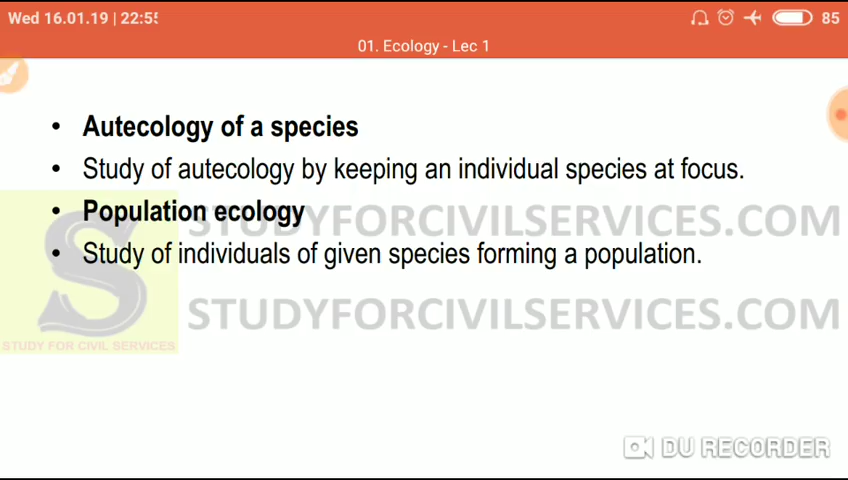 Wed 16.01.19 | 22:55
85
01. Ecology - Lec 1
• Autecology of a species
• Study of autecology by keeping an individual species at focus.
• Population ecology
STUDYFORCIVILSERVICES.COM
• Study of individuals of given species forming a population.
S
STUDYFORCIVILSERVICES.COM
STUDY FOR CIVIL SERVICES
DU RECORDER